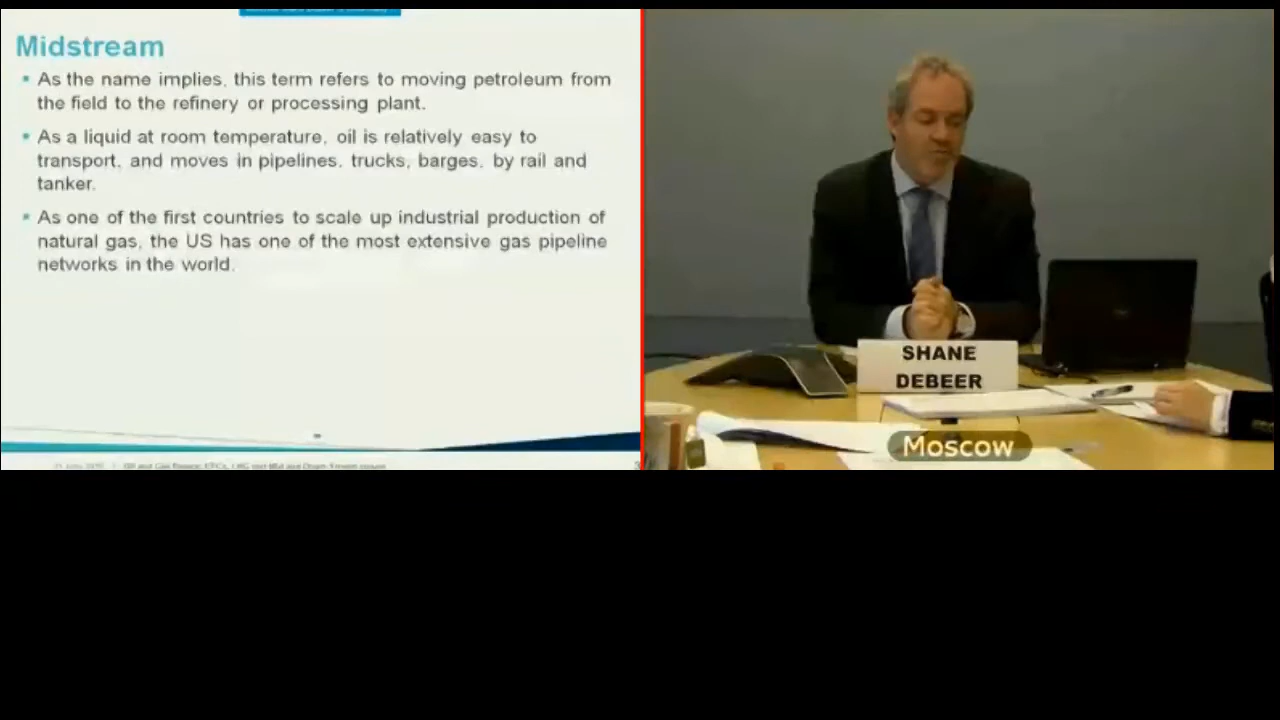 Midstream
As the name implies, this term refers to moving petroleum from
the field to the refinery or processing plant.
As a liquid at room temperature, oil is relatively easy to
transport, and moves in pipelines, trucks, barges, by rail and
tanker.
As one of the first countries to scale up industrial production of
natural gas, the US has one of the most extensive gas pipeline
networks in the world.
SHANE
DEBEER
Moscow